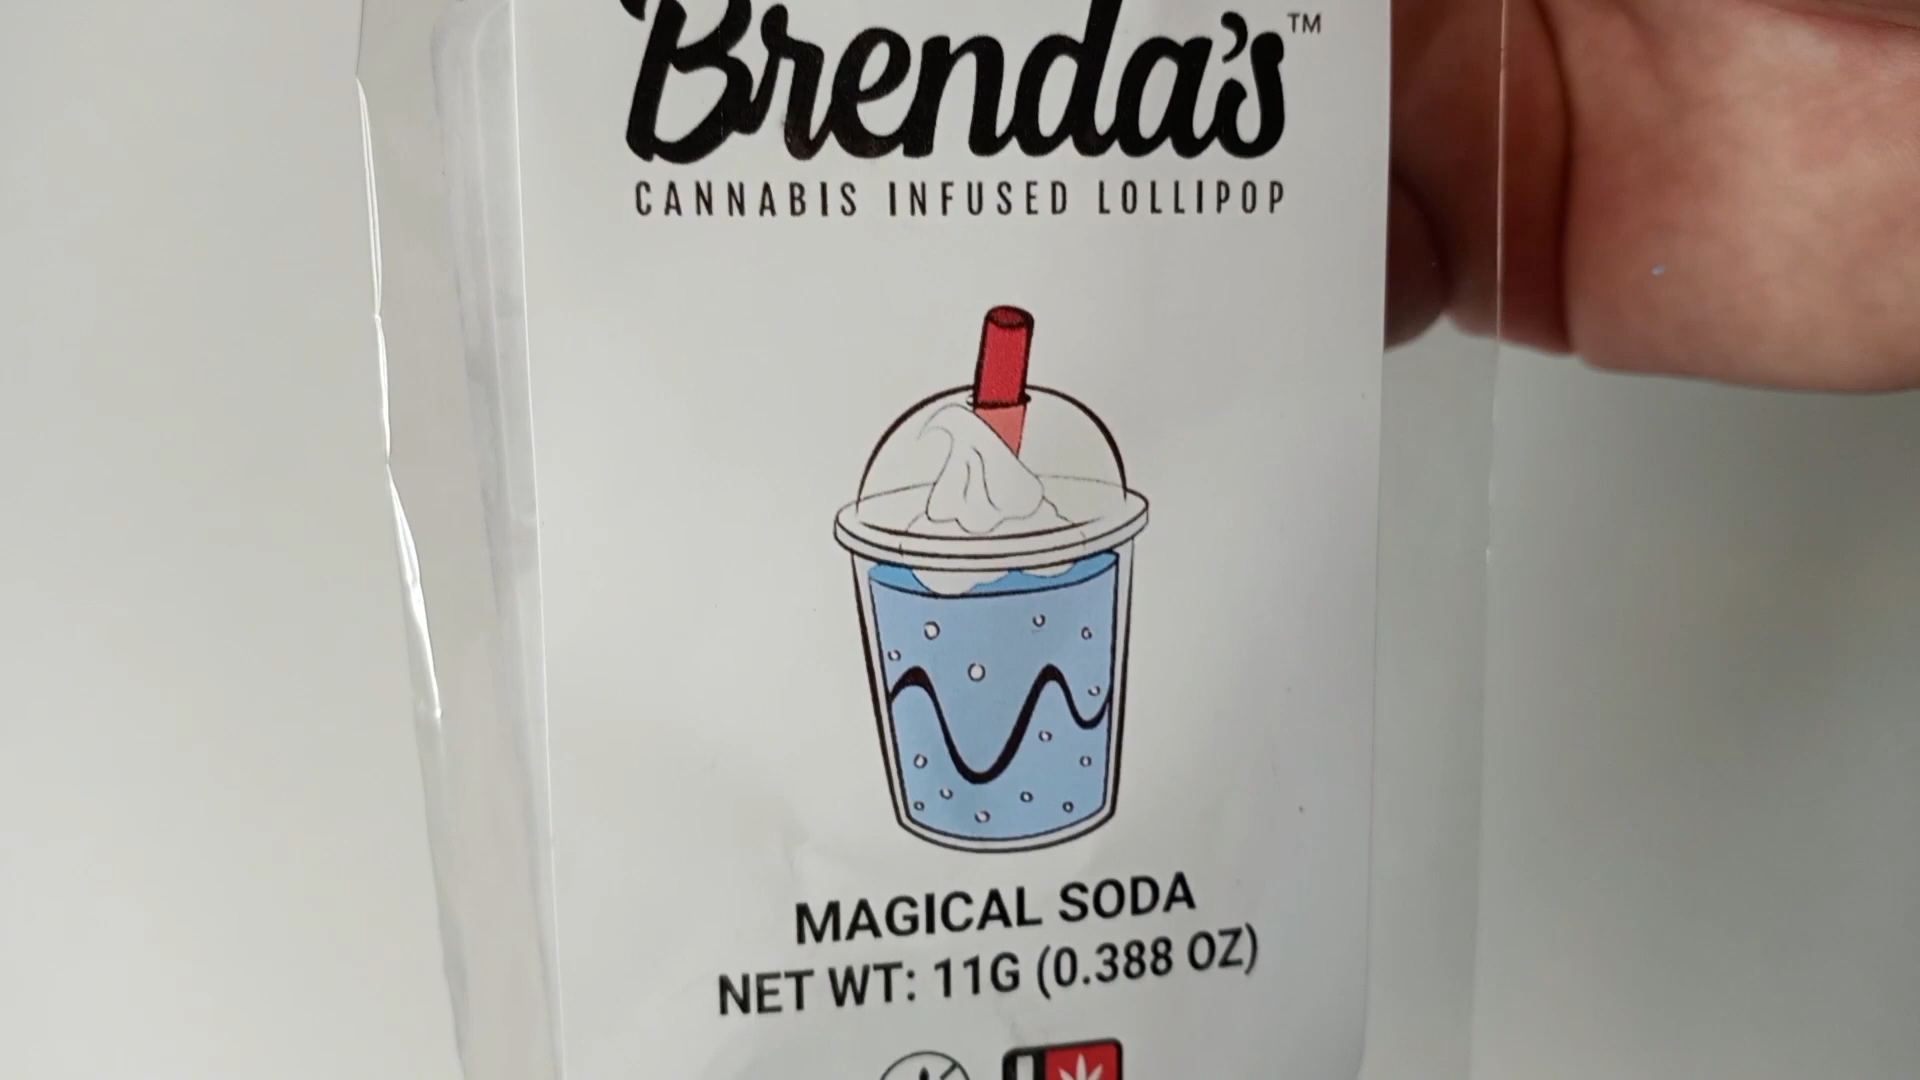 Brenda's™
CANNABIS INFUSED LOLLIPOP
MAGICAL SODA
NET WT: 11G (0.388 OZ)